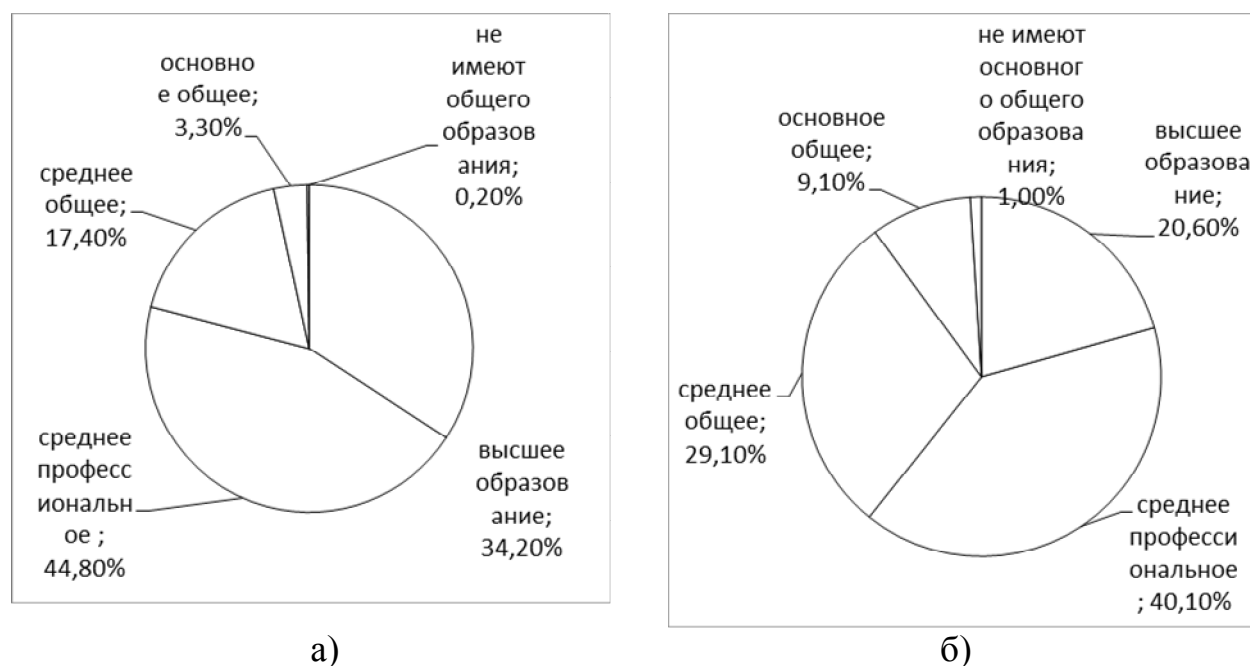 не
имеют
общего
образов
ания;
0,20%
основно
е общее;
3,30%
среднее
общее;
17,40%
среднее
професс
иональн
ое ;
44,80%
высшее
образов
ание;
34,20%
а)
не имеют
основног
о общего
образова
ния;
1,00%
основное
общее;
9,10%
высшее
образова
ние;
20,60%
среднее
общее;
29,10%
среднее
професси
ональное
; 40,10%
б)